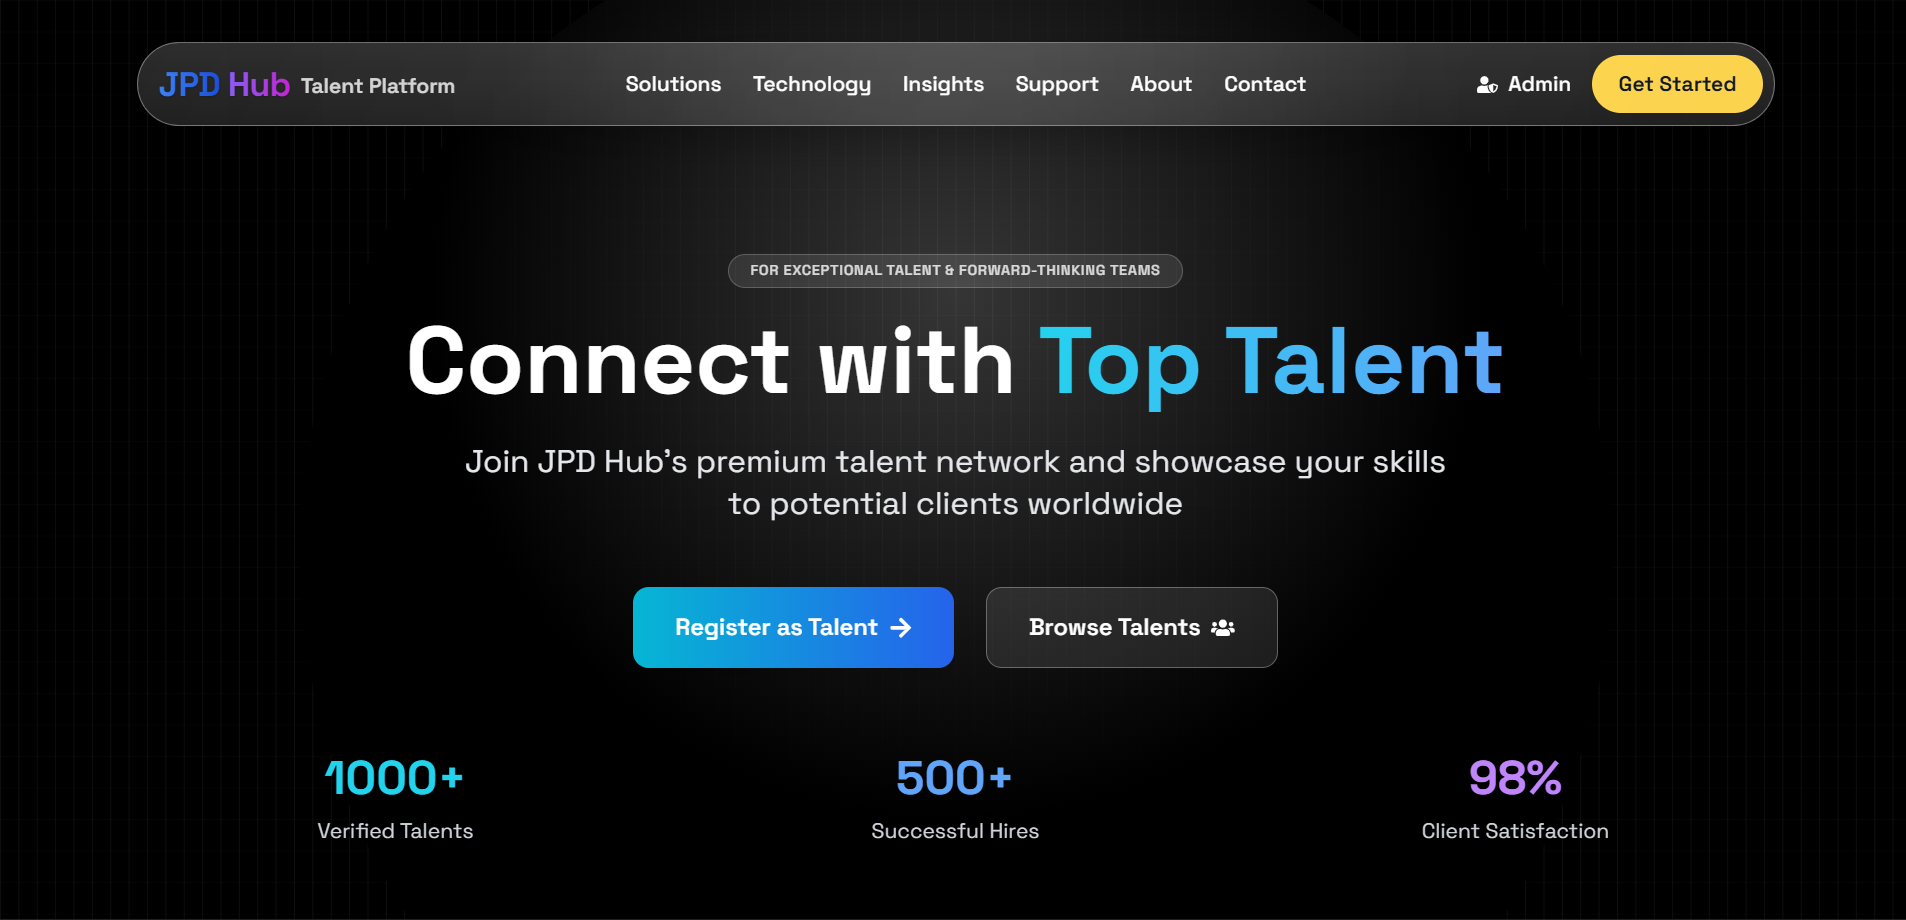 JPD Hub Talent Platform
Solutions Technology Insights Support About Contact
Admin
Get Started
FOR EXCEPTIONAL TALENT & FORWARD-THINKING TEAMS
Connect with Top Talent
Join JPD Hub's premium talent network and showcase your skills
to potential clients worldwide
Register as Talent
Browse Talents
1000+
Verified Talents
500+
Successful Hires
98%
Client Satisfaction